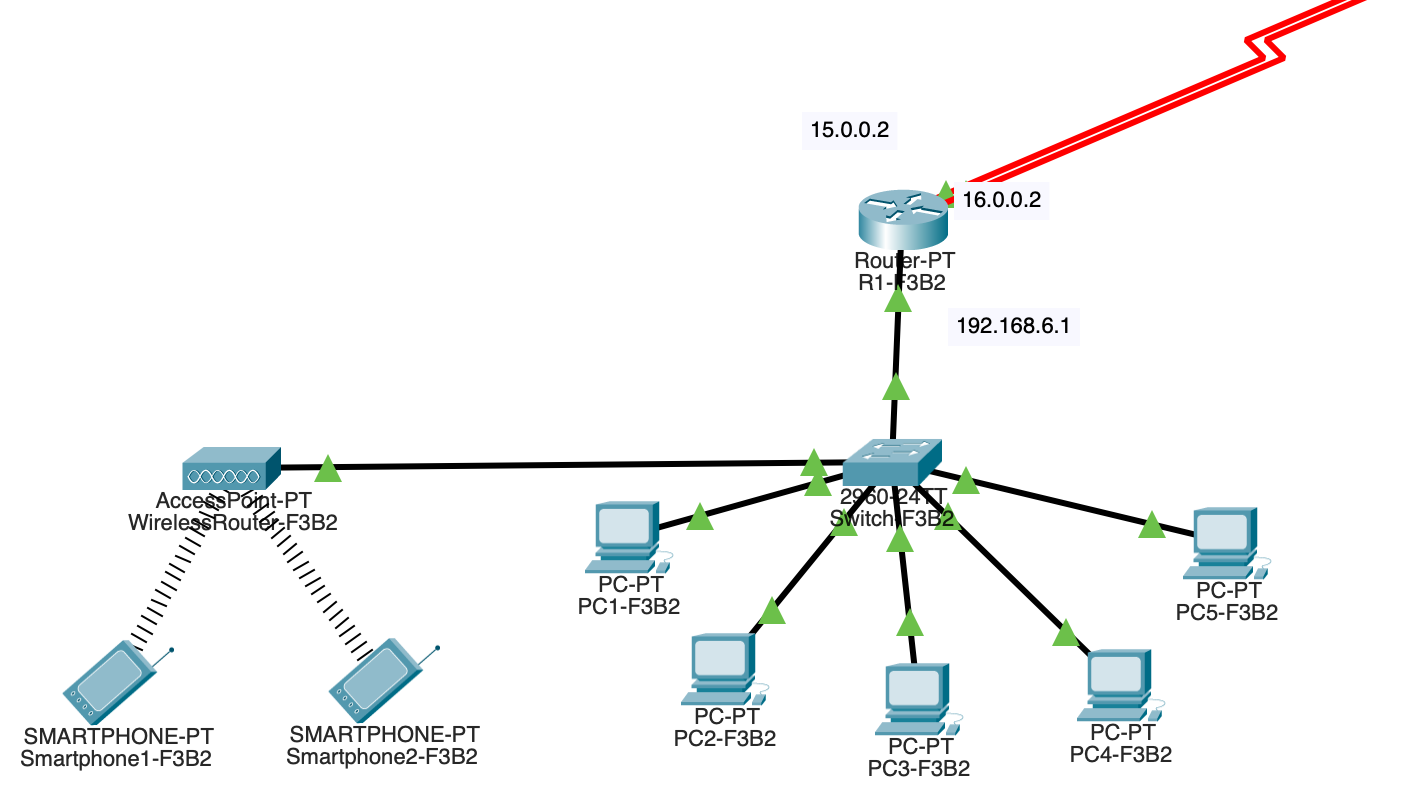 15.0.0.2
16.0.0.2
Router-PT
R1-F3B2
192.168.6.1
AccessPoint-PT
WirelessRouter-F3B2
2960-24TT
Switch-F3B2
PC-PT
PC1-F3B2
PC-PT
PC5-F3B2
PC-PT
PC2-F3B2
PC-PT
PC3-F3B2
PC-PT
PC4-F3B2
SMARTPHONE-PT
Smartphone1-F3B2
SMARTPHONE-PT
Smartphone2-F3B2